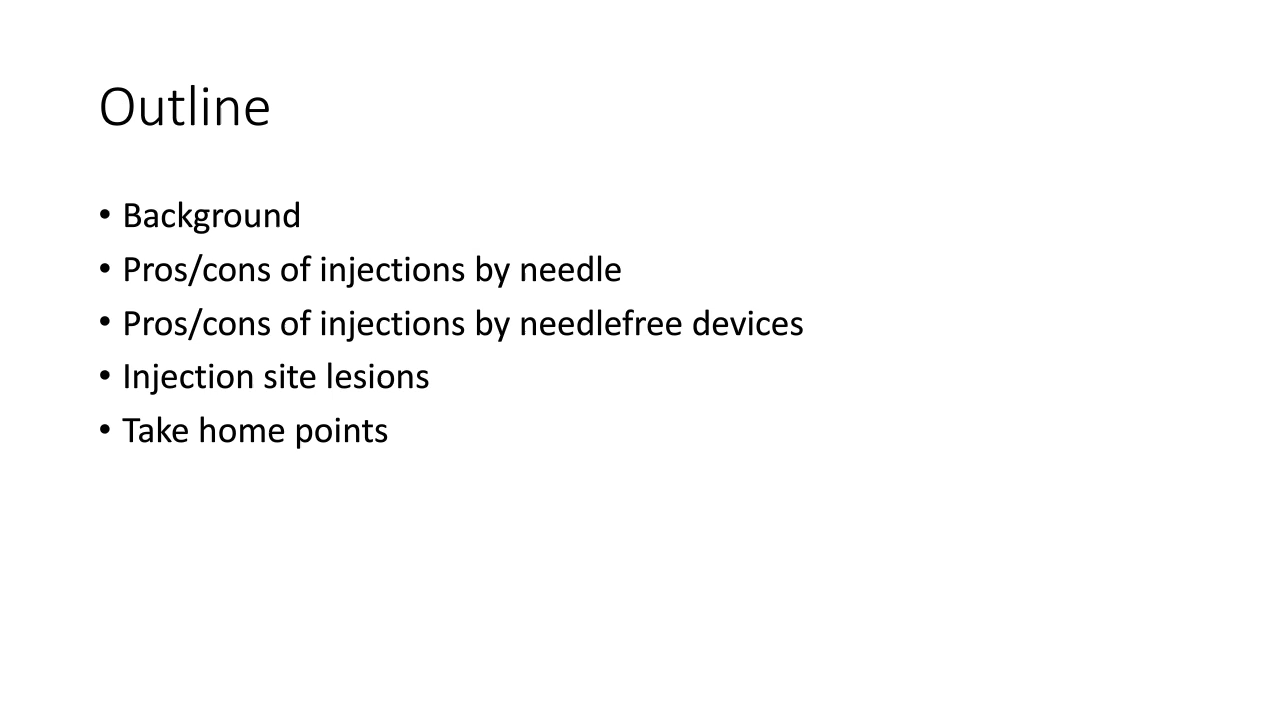 Outline
• Background
• Pros/cons of injections by needle
• Pros/cons of injections by needlefree devices
• Injection site lesions
• Take home points